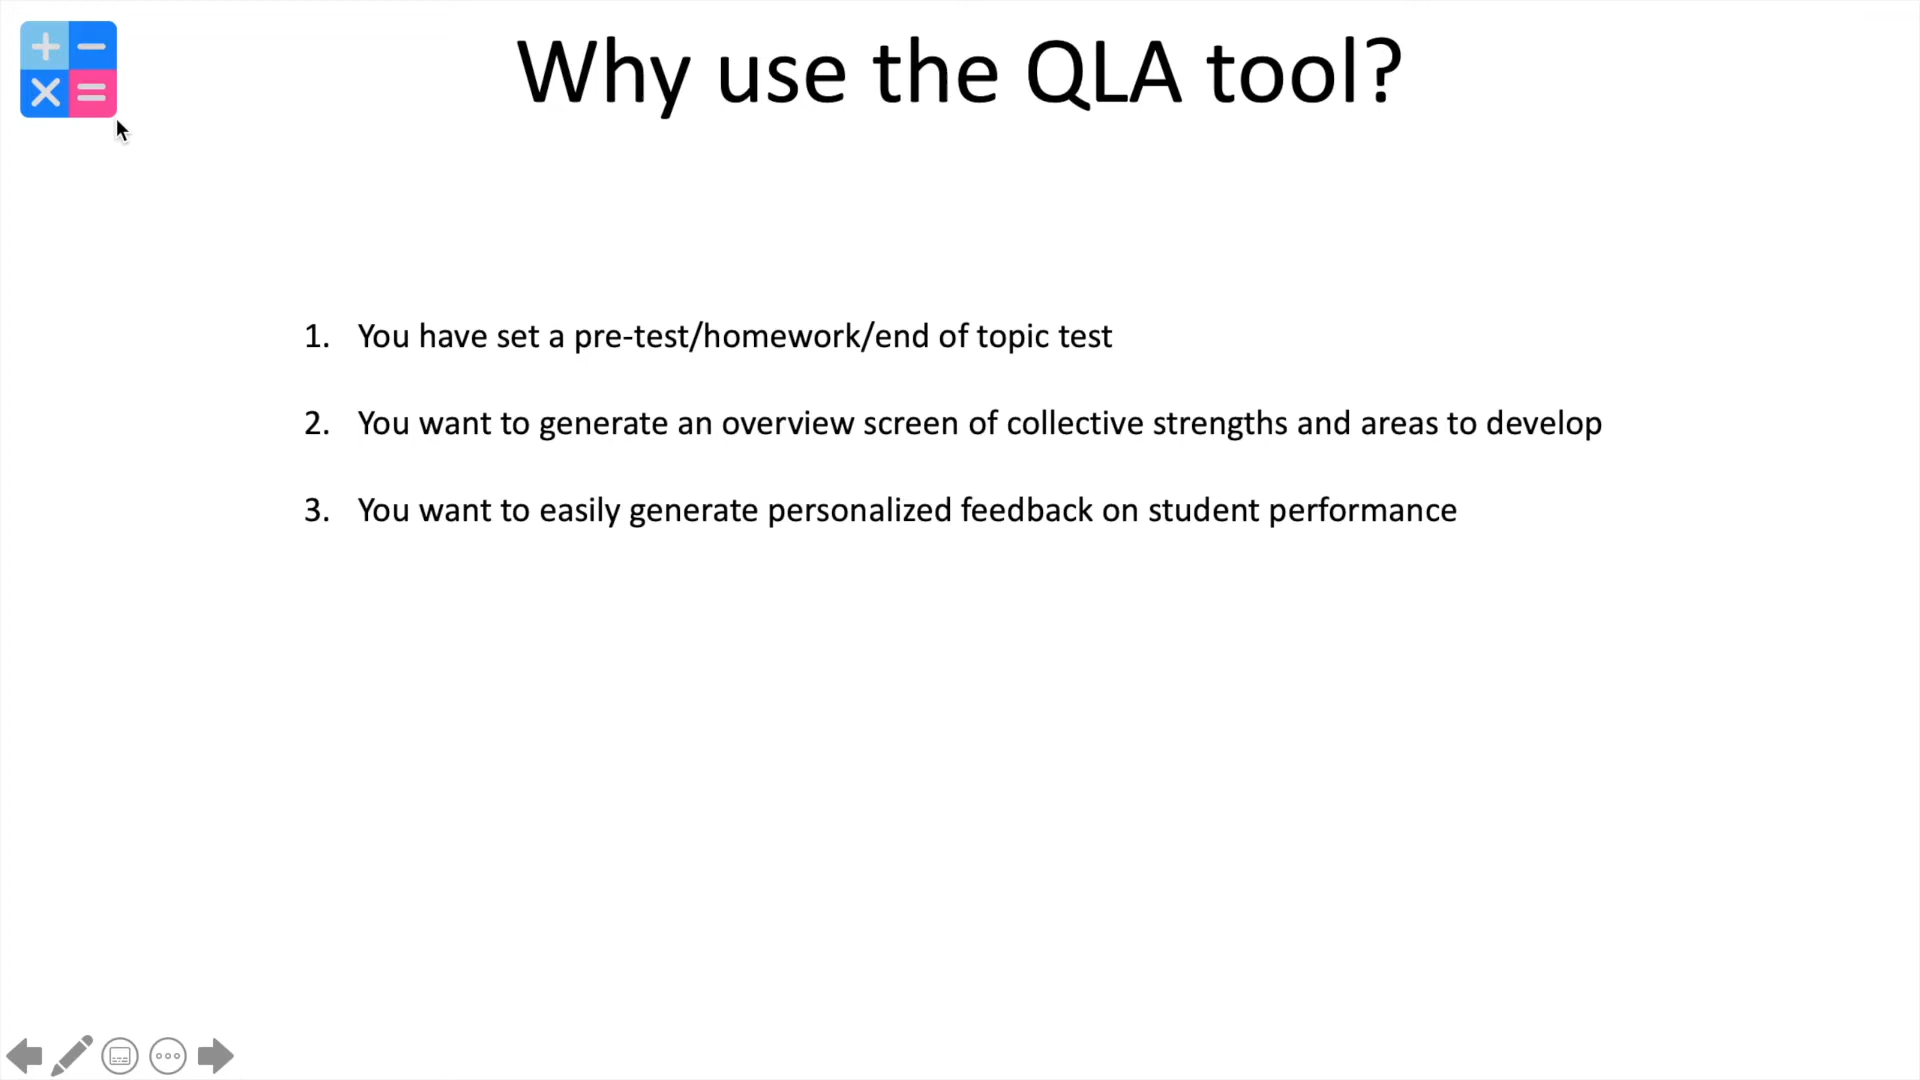 Why use the QLA tool?
1. You have set a pre-test/homework/end of topic test
2. You want to generate an overview screen of collective strengths and areas to develop
3. You want to easily generate personalized feedback on student performance